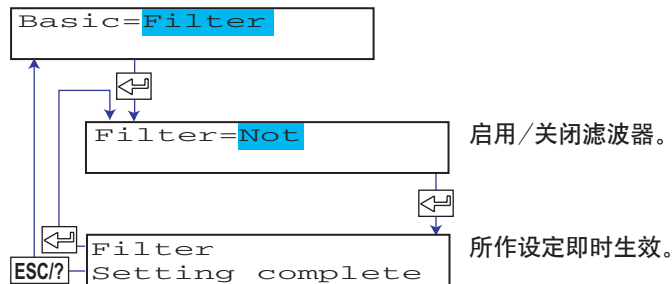 Basic=Filter
Filter=Not
启用/关闭滤波器。
Filter
Setting complete
所作设定即时生效。
ESC/?